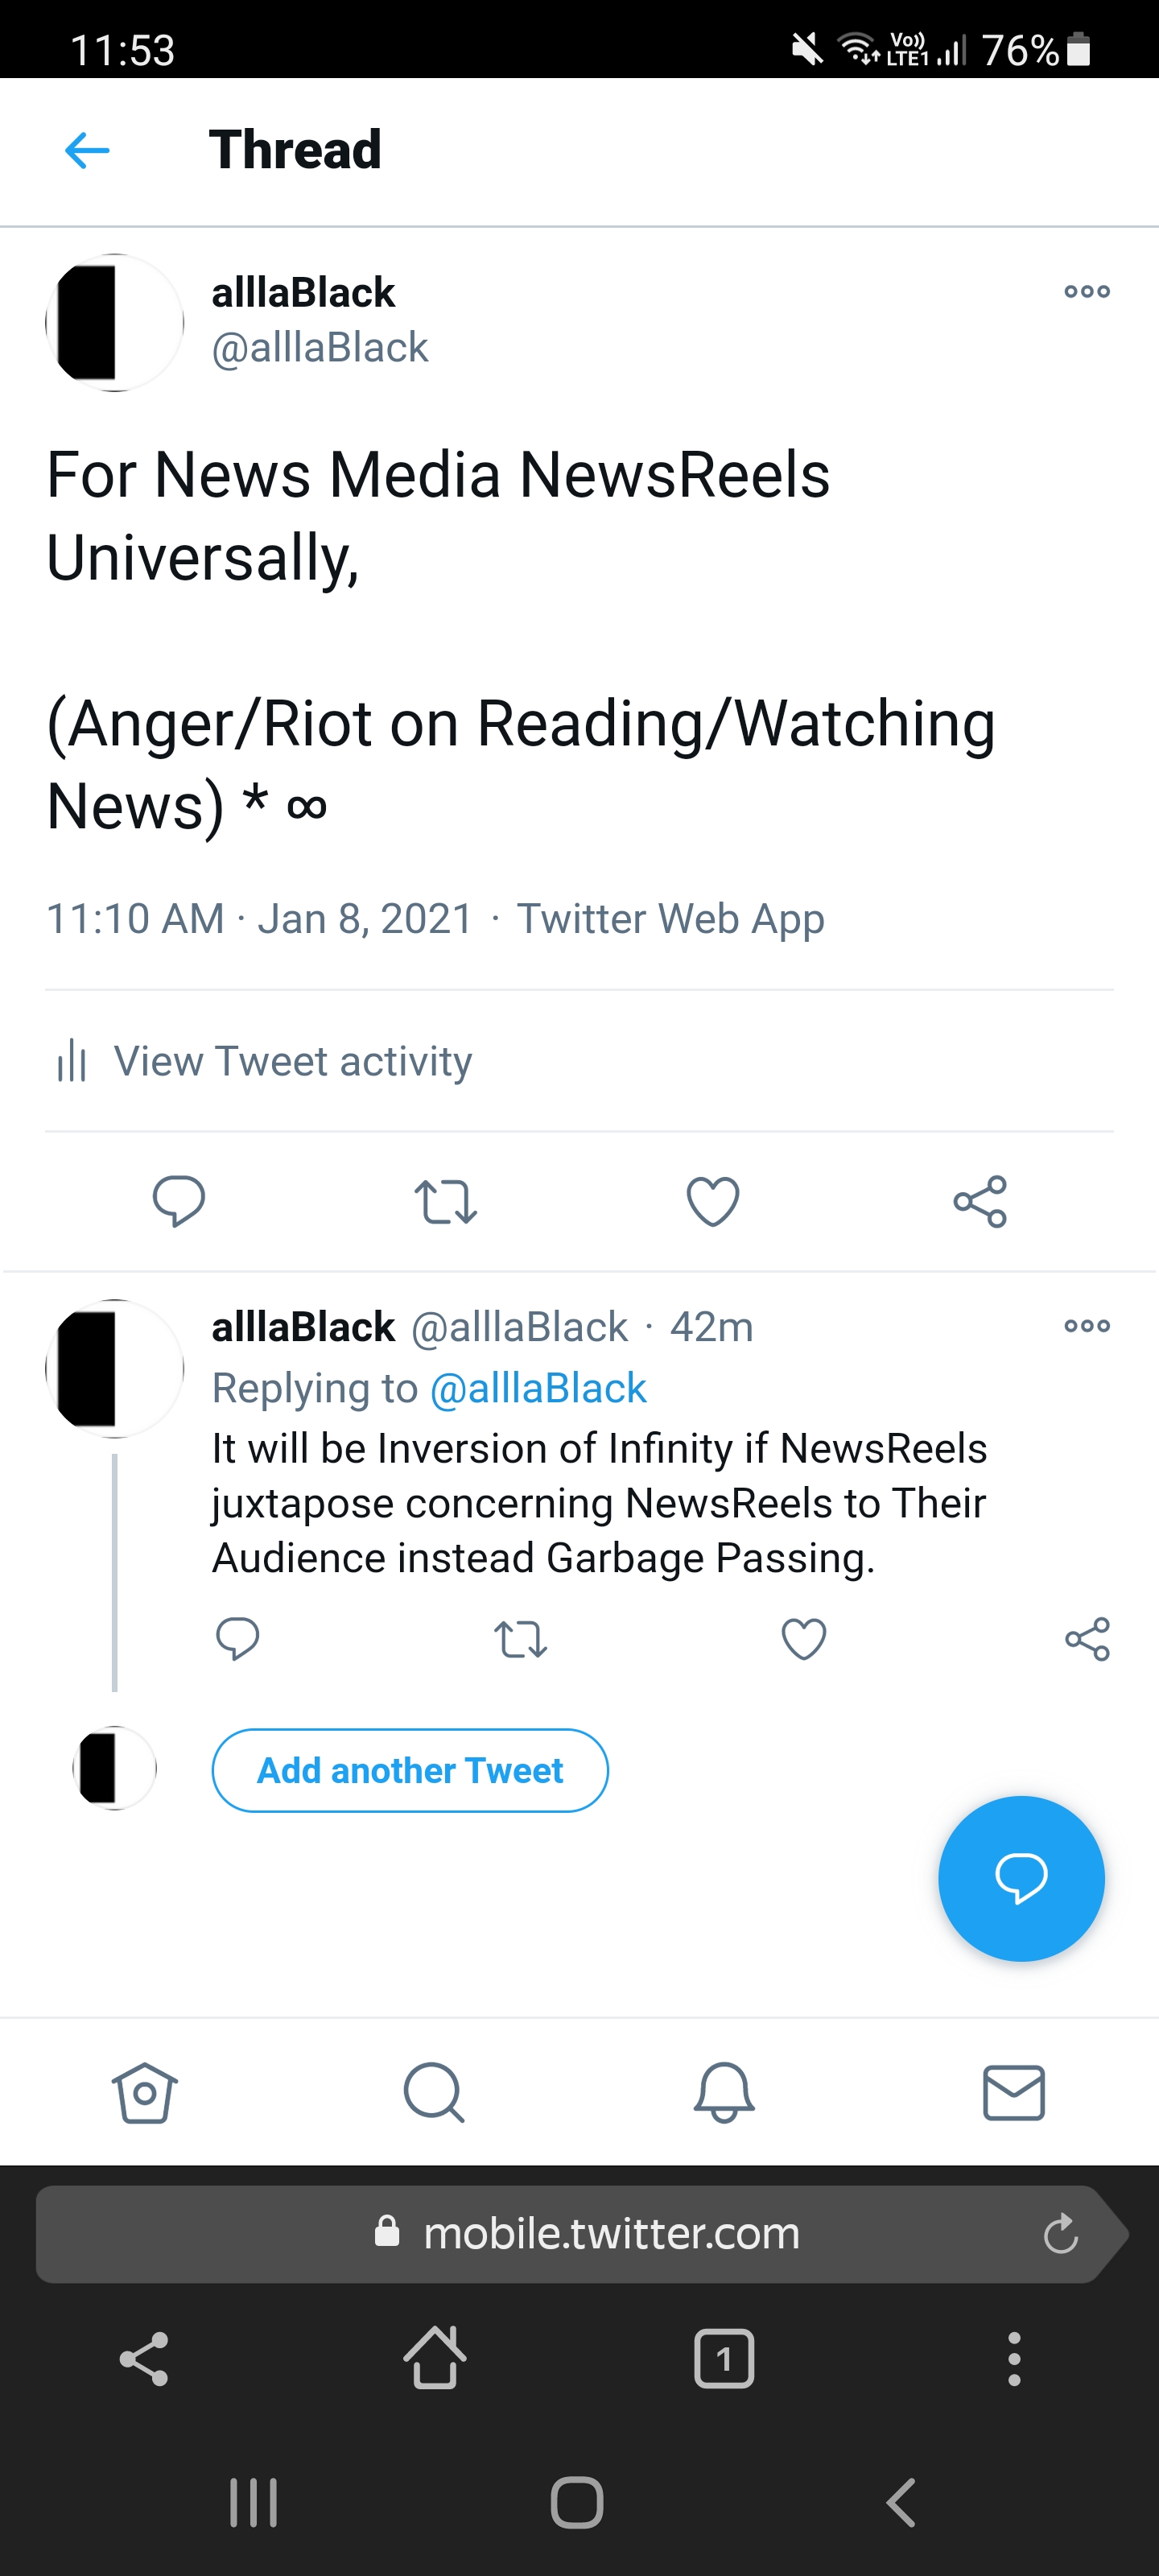 11:53
Vo)) LTE1 76%
Thread
alllaBlack
@alllaBlack
For News Media NewsReels
Universally,
(Anger/Riot on Reading/Watching
News) * ∞
11:10 AM · Jan 8, 2021 · Twitter Web App
View Tweet activity
alllaBlack @alllaBlack · 42m
Replying to @alllaBlack
It will be Inversion of Infinity if NewsReels
juxtapose concerning NewsReels to Their
Audience instead Garbage Passing.
Add another Tweet
mobile.twitter.com
1